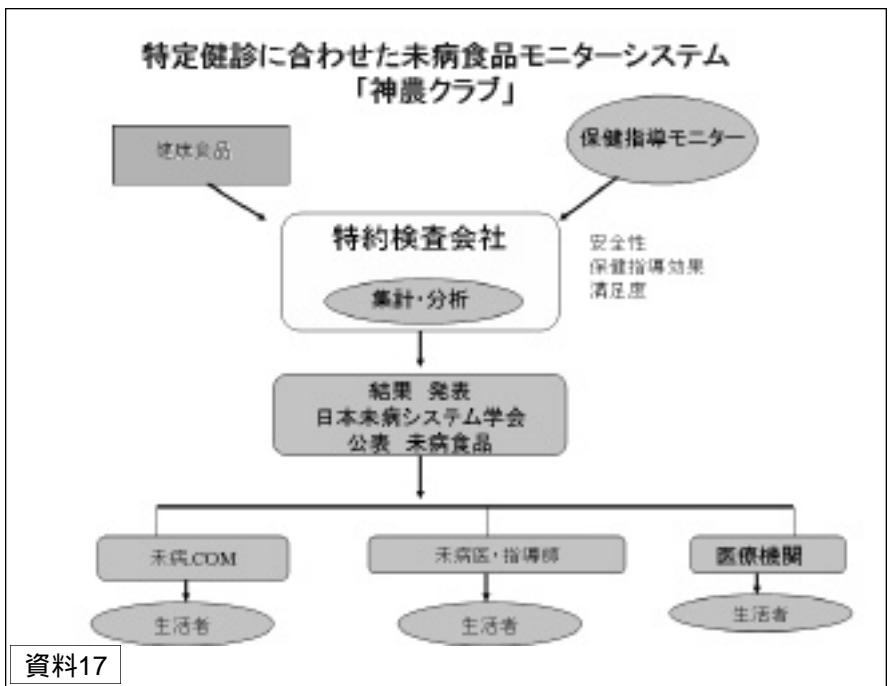 特定健診に合わせた未病食品モニターシステム
「神農クラブ」
健康食品
保健指導モニター
特約検査会社
集計・分析
安全性
保健指導効果
満足度
結果 発表
日本未病システム学会
公表 未病食品
未病.COM
未病医・指導師
医療機関
生活者
生活者
生活者
資料17